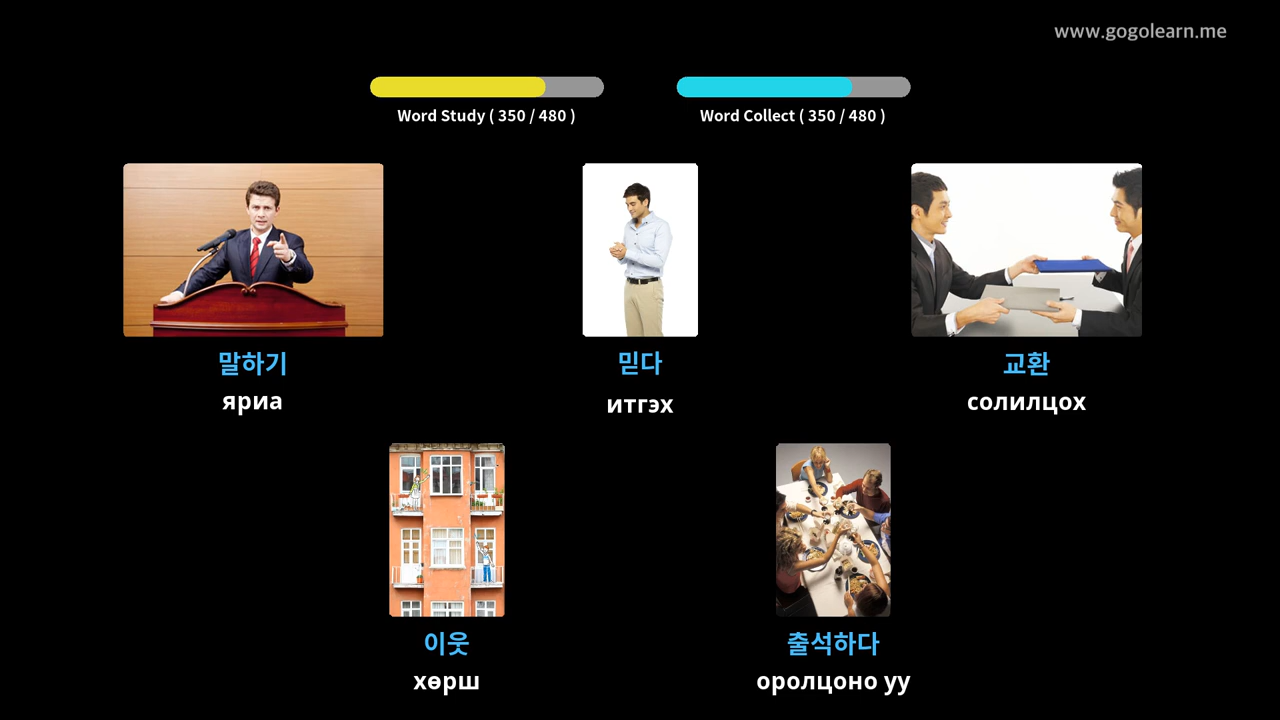 www.gogolearn.me
Word Study ( 350 / 480 )
Word Collect ( 350 / 480 )
말하기
яриа
믿다
итгэх
교환
солилцох
이웃
хөрш
출석하다
оролцоно уу